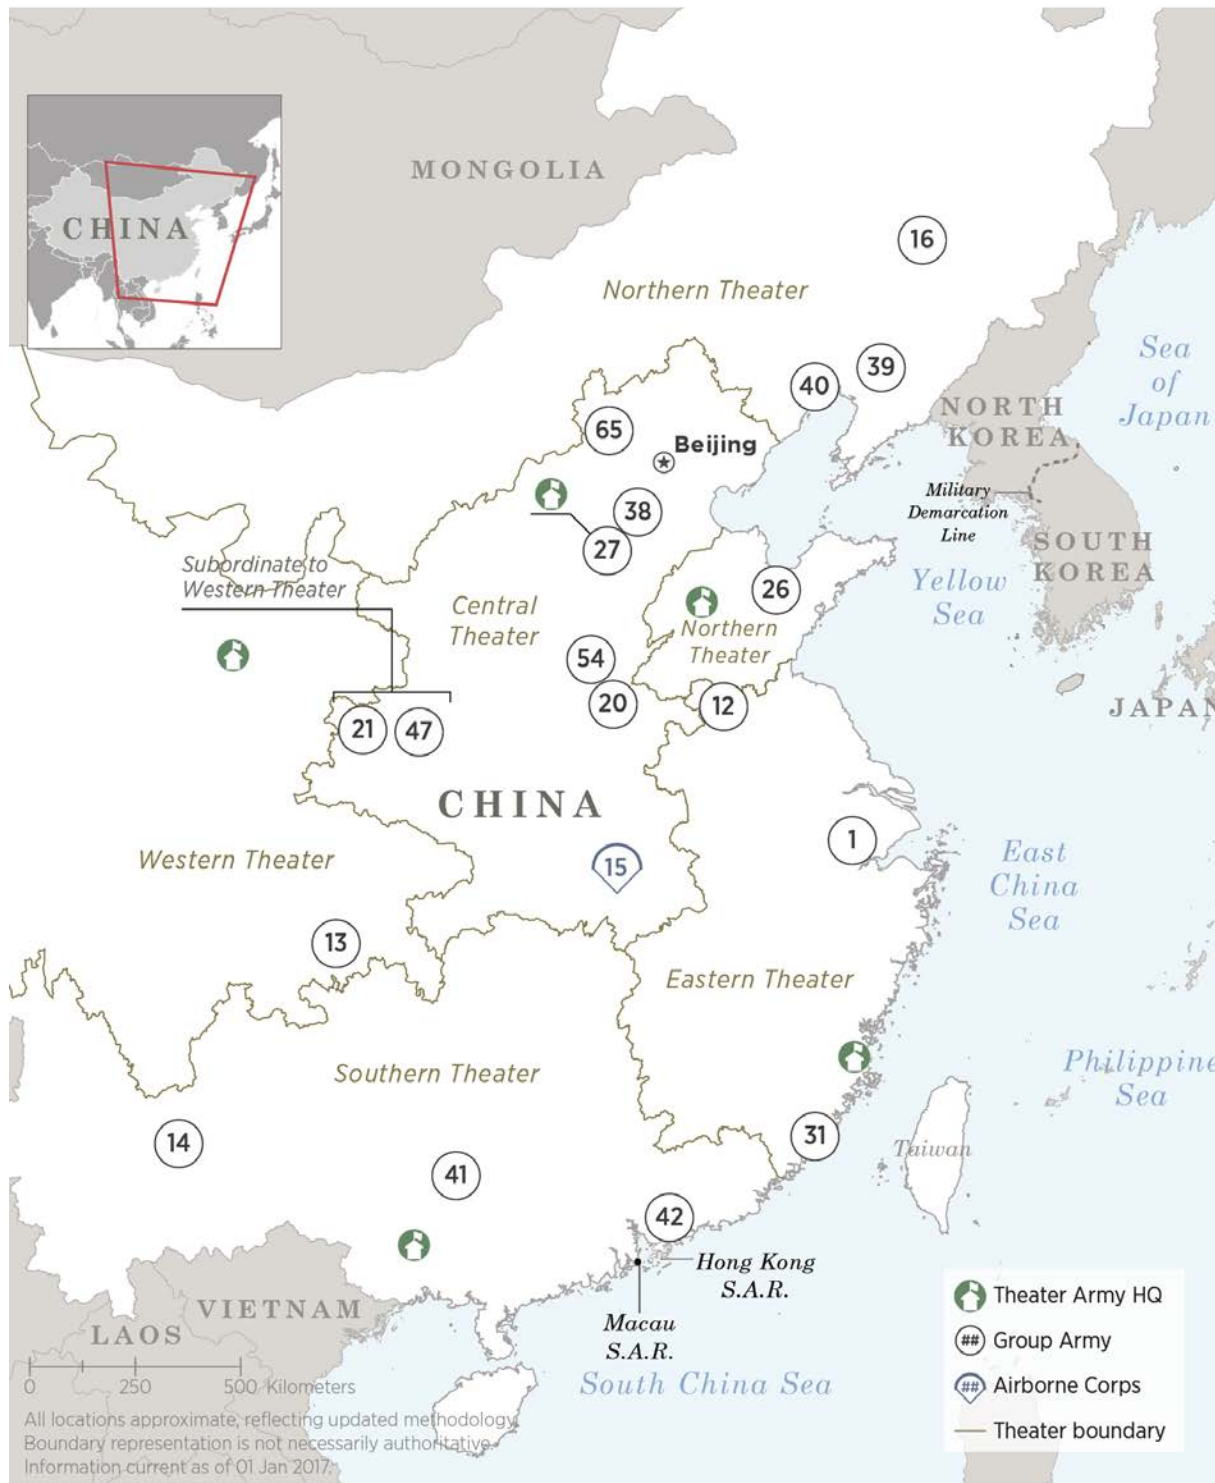 MONGOLIA
CHINA
16
Northern Theater
Sea
of
Japan
39
40
NORTH
KOREA
65
Beijing
Military
Demarcation
Line
38
27
SOUTH
KOREA
Subordinate to
Western Theater
Yellow
Sea
26
Central
Theater
Northern
Theater
54
20
12
JAPAN
21
47
CHINA
1
East
China
Sea
Western Theater
15
13
Eastern Theater
Southern Theater
Philippine
Sea
14
31
Taiwan
41
42
Hong Kong
S.A.R.
Macau
S.A.R.
VIETNAM
LAOS
South China Sea
0 250 500 Kilometers
All locations approximate, reflecting updated methodology.
Boundary representation is not necessarily authoritative.
Information current as of 01 Jan 2017.
Theater Army HQ
## Group Army
## Airborne Corps
Theater boundary